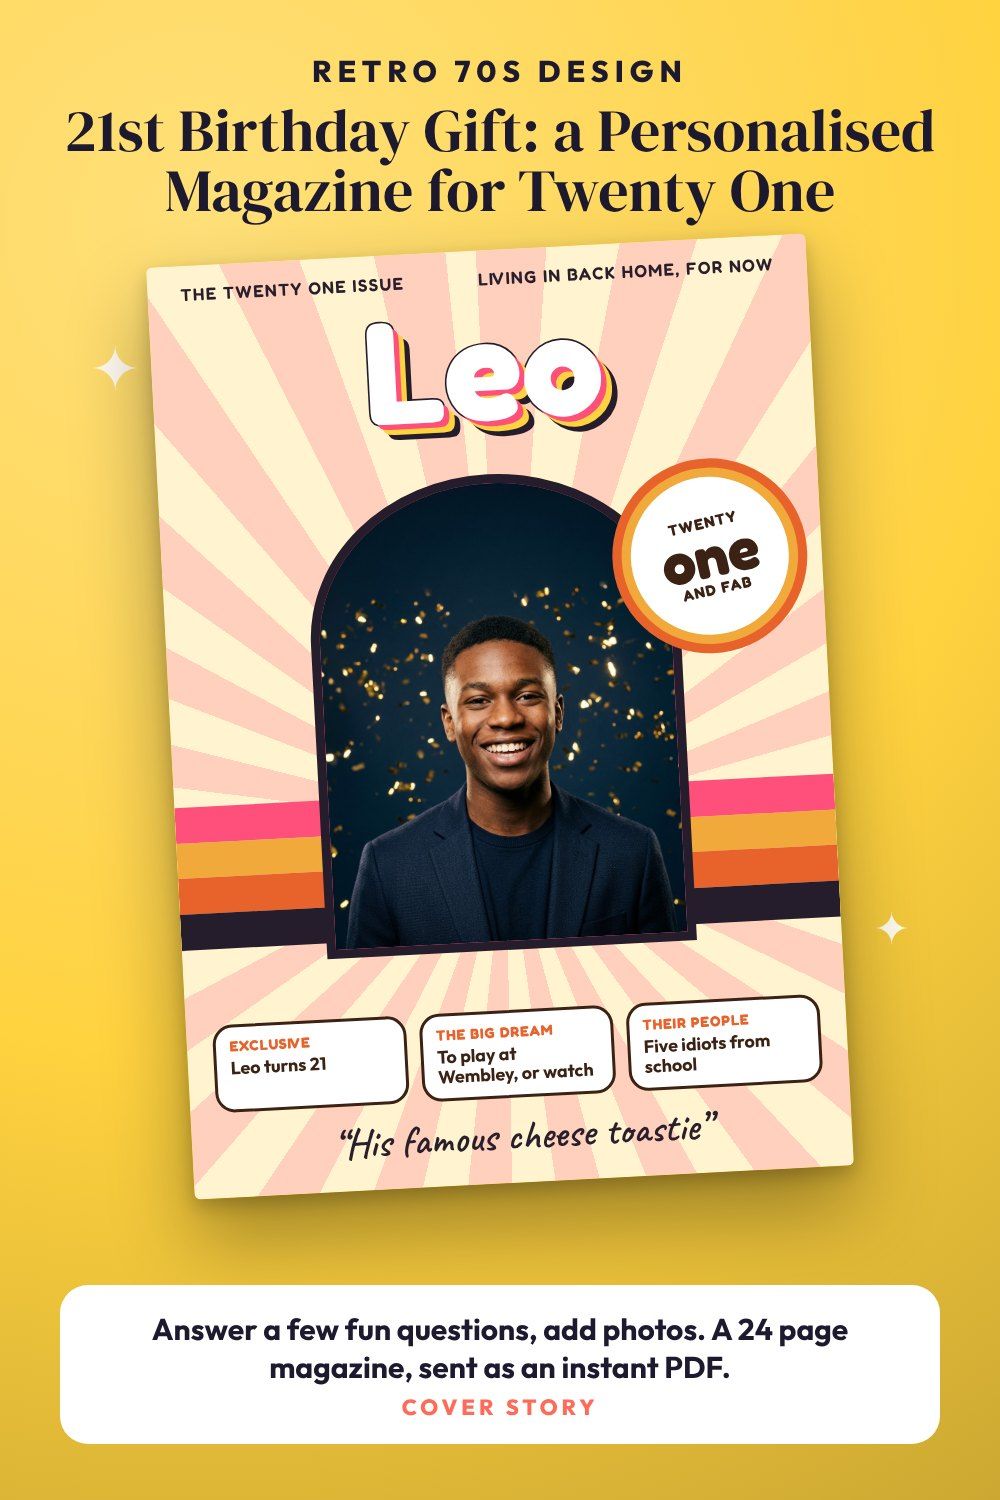 RETRO 70S DESIGN
21st Birthday Gift: a Personalised
Magazine for Twenty One
THE TWENTY ONE ISSUE
LIVING IN BACK HOME, FOR NOW
Leo
TWENTY
one
AND FAB
EXCLUSIVE
Leo turns 21
THE BIG DREAM
To play at
Wembley, or watch
THEIR PEOPLE
Five idiots from
school
“His famous cheese toastie”
Answer a few fun questions, add photos. A 24 page
magazine, sent as an instant PDF.
COVER STORY